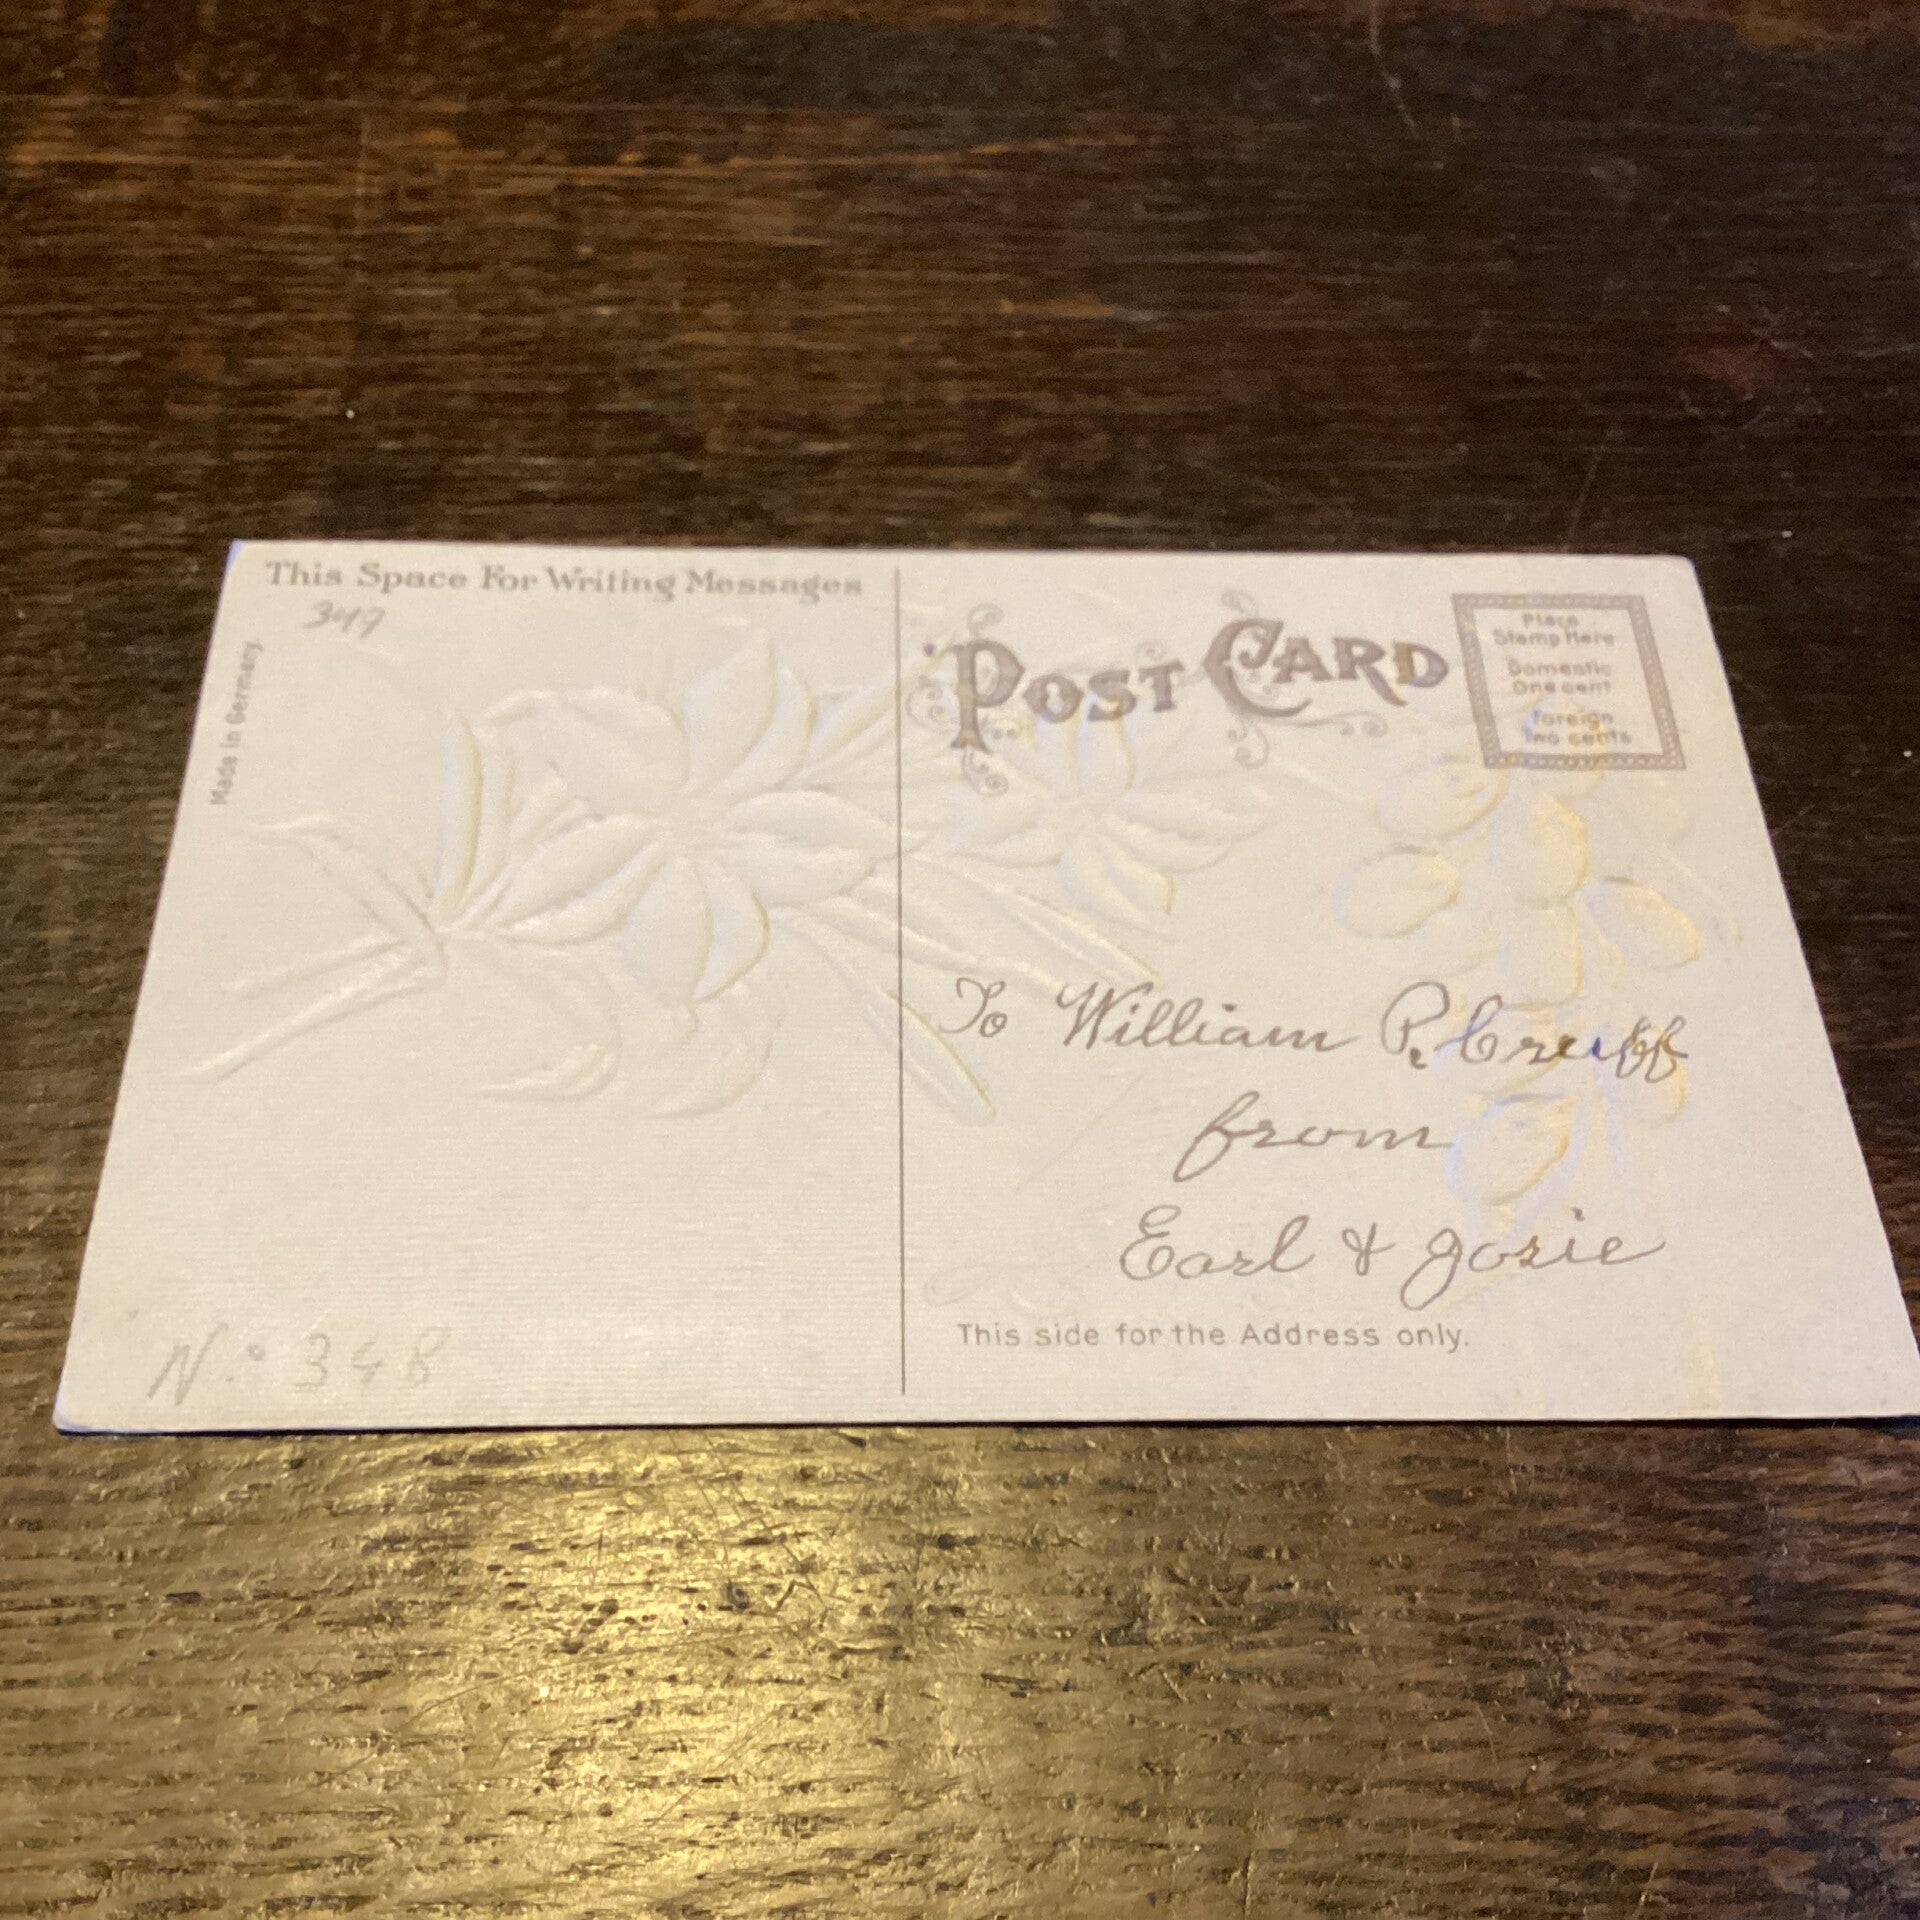 This Space For Writing Messages
349
Made in Germany
POST CARD
Place
Stamp Here
Domestic
One cent
Foreign
Two cents
To William P. Cruff
from
Earl & Josie
This side for the Address only.
N.º 348